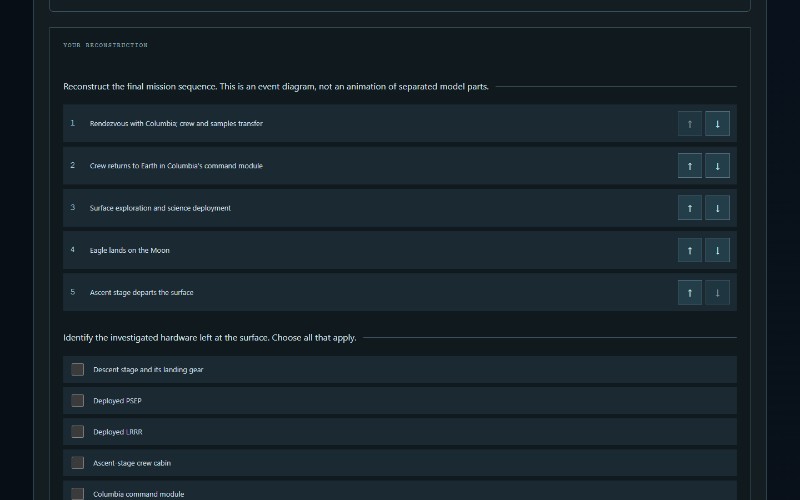 YOUR RECONSTRUCTION
Reconstruct the final mission sequence. This is an event diagram, not an animation of separated model parts.
1 Rendezvous with Columbia; crew and samples transfer ↑ ↓
2 Crew returns to Earth in Columbia's command module ↑ ↓
3 Surface exploration and science deployment ↑ ↓
4 Eagle lands on the Moon ↑ ↓
5 Ascent stage departs the surface ↑ ↓
Identify the investigated hardware left at the surface. Choose all that apply.
Descent stage and its landing gear
Deployed PSEP
Deployed LRRR
Ascent-stage crew cabin
Columbia command module